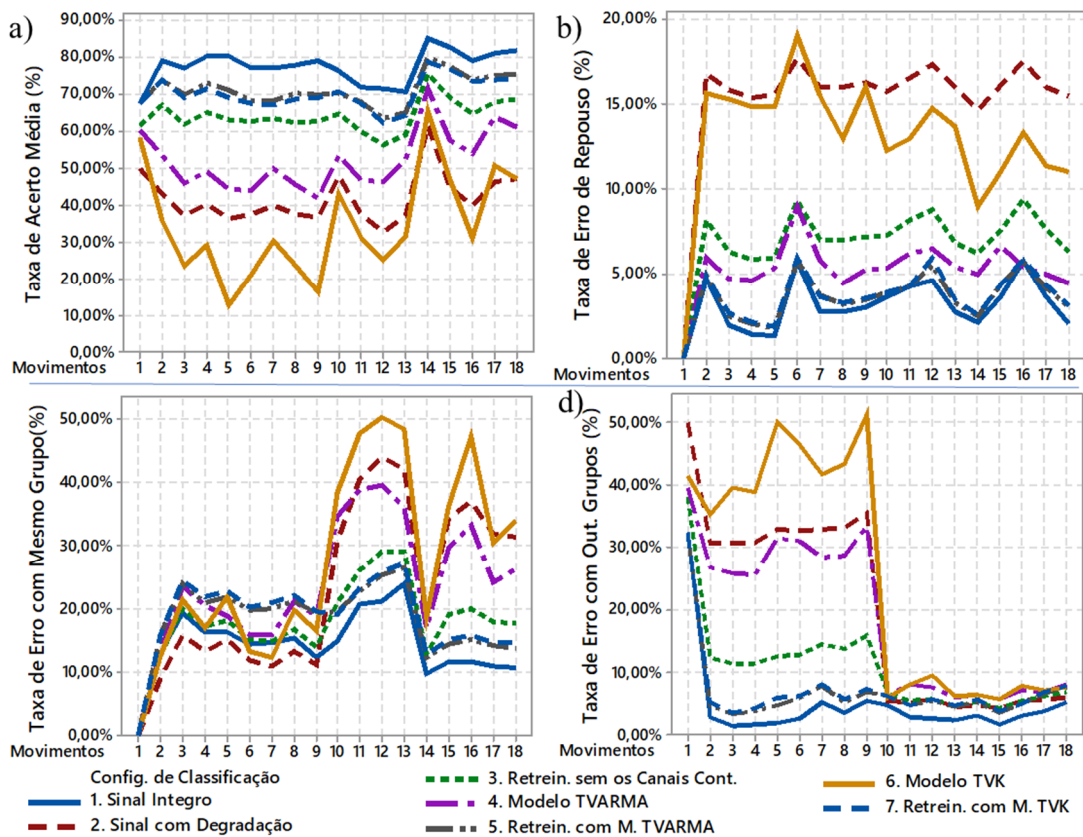 a)
Taxa de Acerto Média (%)
90,00%
80,00%
70,00%
60,00%
50,00%
40,00%
30,00%
20,00%
10,00%
0,00%
Movimentos 1 2 3 4 5 6 7 8 9 10 11 12 13 14 15 16 17 18
b)
Taxa de Erro de Repouso (%)
20,00%
15,00%
10,00%
5,00%
0,00%
Movimentos 1 2 3 4 5 6 7 8 9 10 11 12 13 14 15 16 17 18
Taxa de Erro com Mesmo Grupo(%)
50,00%
40,00%
30,00%
20,00%
10,00%
0,00%
Movimentos 1 2 3 4 5 6 7 8 9 10 11 12 13 14 15 16 17 18
d)
Taxa de Erro com Out. Grupos (%)
50,00%
40,00%
30,00%
20,00%
10,00%
0,00%
Movimentos 1 2 3 4 5 6 7 8 9 10 11 12 13 14 15 16 17 18
Config. de Classificação
1. Sinal Integro
2. Sinal com Degradação
3. Retrein. sem os Canais Cont.
4. Modelo TVARMA
5. Retrein. com M. TVARMA
6. Modelo TVK
7. Retrein. com M. TVK